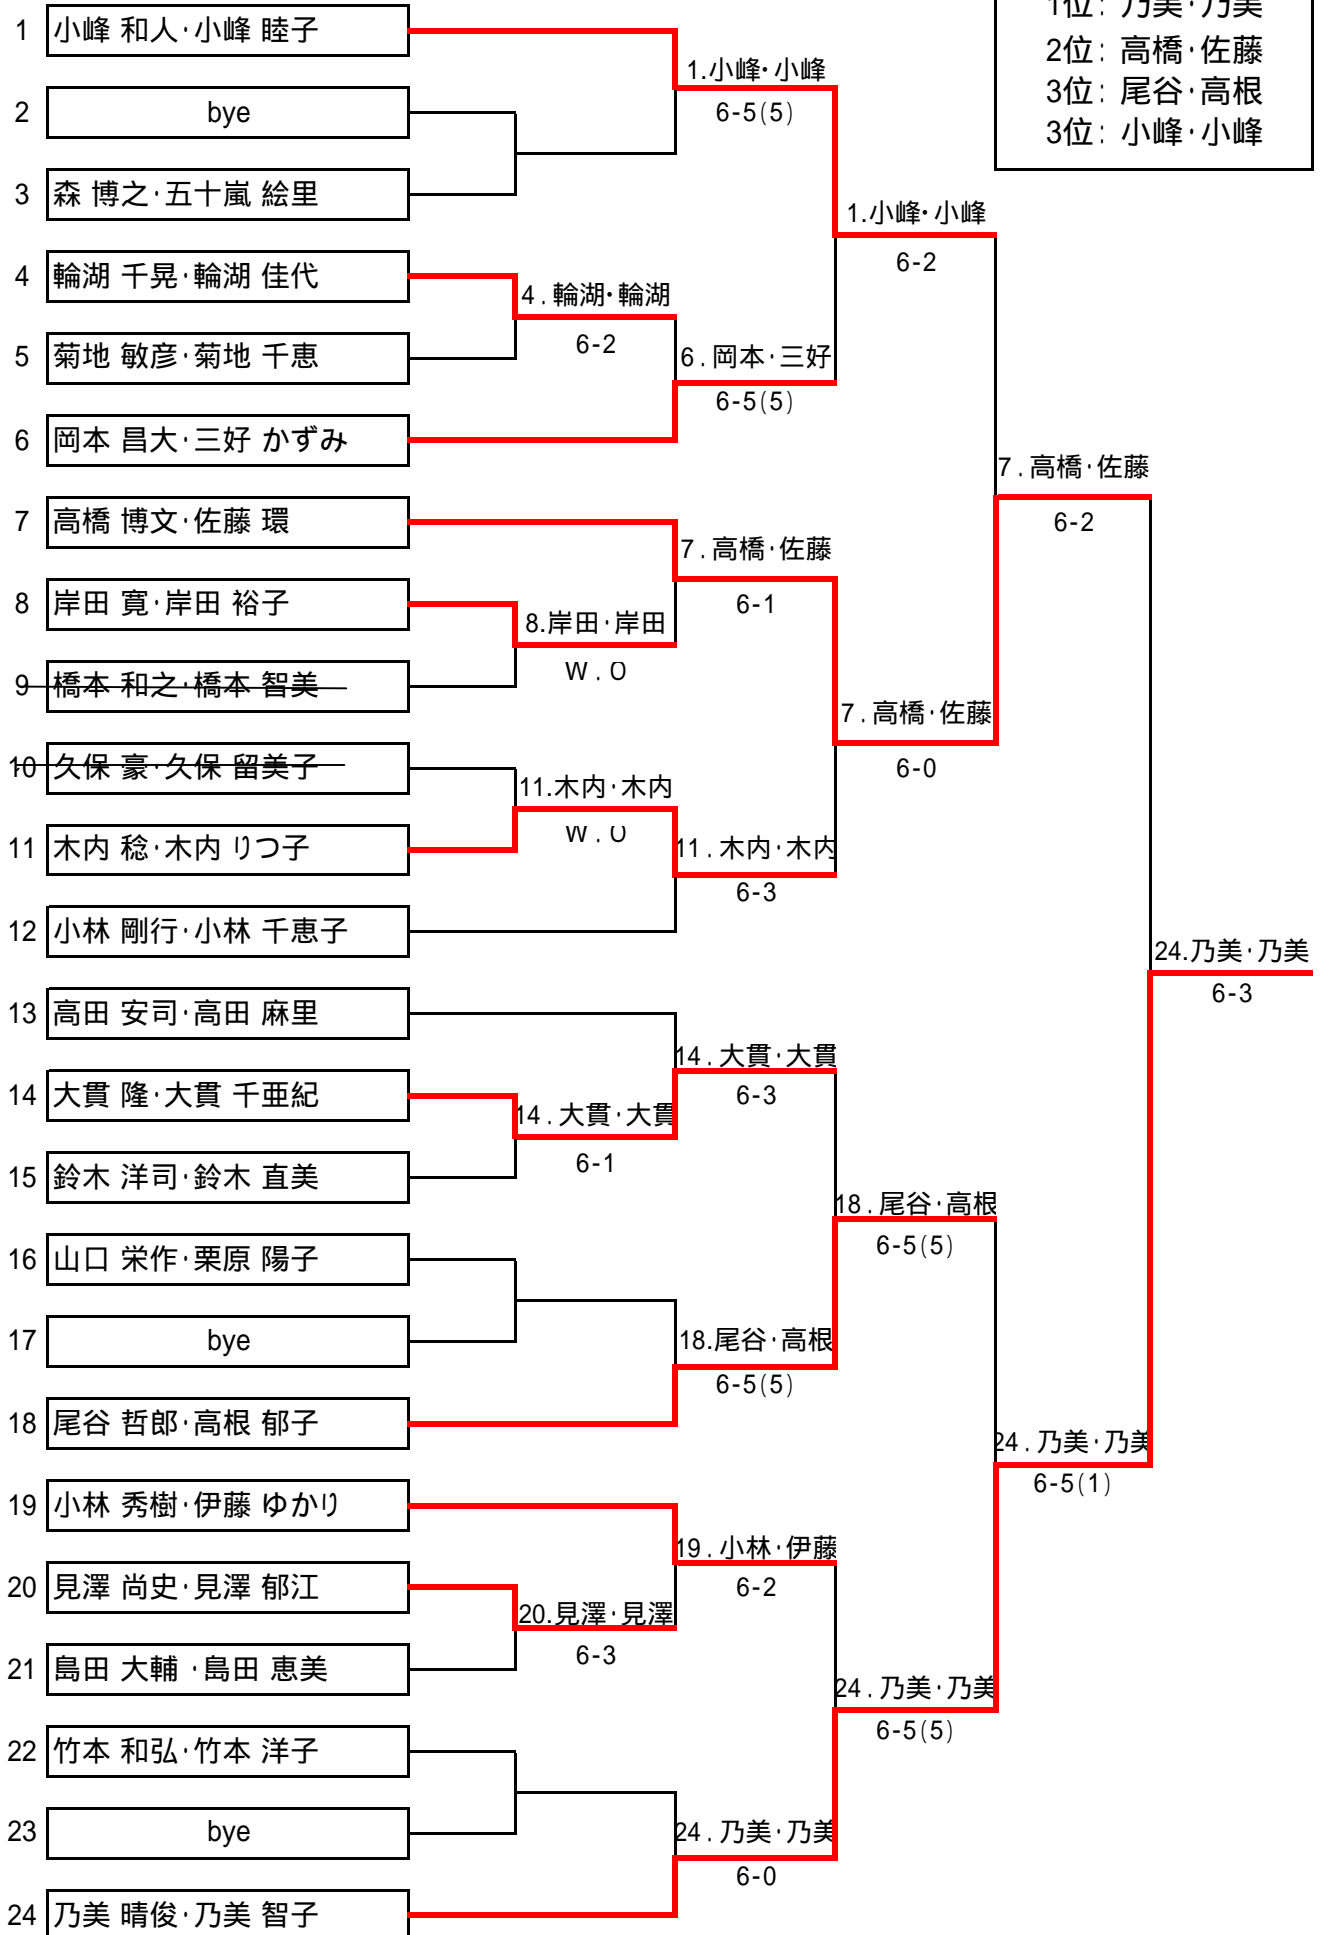 1位: 乃美・乃美
2位: 高橋・佐藤
3位: 尾谷・高根
3位: 小峰・小峰
1 小峰 和人・小峰 睦子
2 bye
3 森 博之・五十嵐 絵里
4 輪湖 千晃・輪湖 佳代
5 菊地 敏彦・菊地 千恵
6 岡本 昌大・三好 かずみ
7 高橋 博文・佐藤 環
8 岸田 寛・岸田 裕子
9 橋本 和之・橋本 智美
10 久保 豪・久保 留美子
11 木内 稔・木内 りつ子
12 小林 剛行・小林 千恵子
13 高田 安司・高田 麻里
14 大貫 隆・大貫 千亜紀
15 鈴木 洋司・鈴木 直美
16 山口 栄作・栗原 陽子
17 bye
18 尾谷 哲郎・高根 郁子
19 小林 秀樹・伊藤 ゆかり
20 見澤 尚史・見澤 郁江
21 島田 大輔・島田 恵美
22 竹本 和弘・竹本 洋子
23 bye
24 乃美 晴俊・乃美 智子
4.輪湖・輪湖
6-2
8.岸田・岸田
W.O
11.木内・木内
W.O
14.大貫・大貫
6-1
20.見澤・見澤
6-3
1.小峰・小峰
6-5(5)
6.岡本・三好
6-5(5)
7.高橋・佐藤
6-1
11.木内・木内
6-3
14.大貫・大貫
6-3
18.尾谷・高根
6-5(5)
19.小林・伊藤
6-2
24.乃美・乃美
6-0
1.小峰・小峰
6-2
7.高橋・佐藤
6-0
18.尾谷・高根
6-5(5)
24.乃美・乃美
6-5(5)
7.高橋・佐藤
6-2
24.乃美・乃美
6-5(1)
24.乃美・乃美
6-3